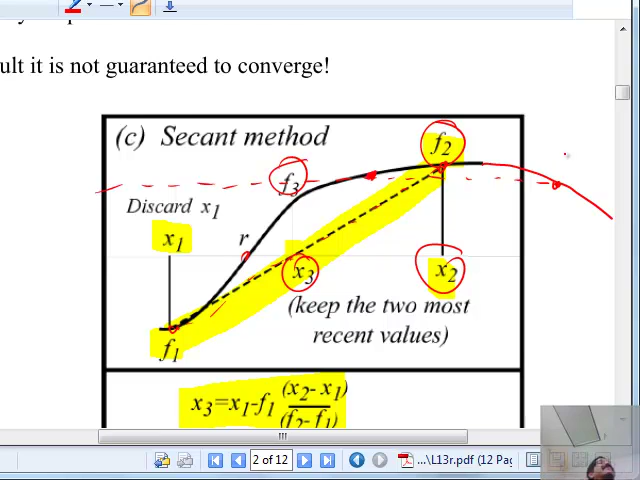 ult it is not guaranteed to converge!
(c) Secant method
f2
f3
Discard x1
x1
r
x3
x2
(keep the two most
recent values)
f1
x3=x1-f1 (x2-x1)
(f2-f1)
2 of 12
...\L13r.pdf (12 Pag